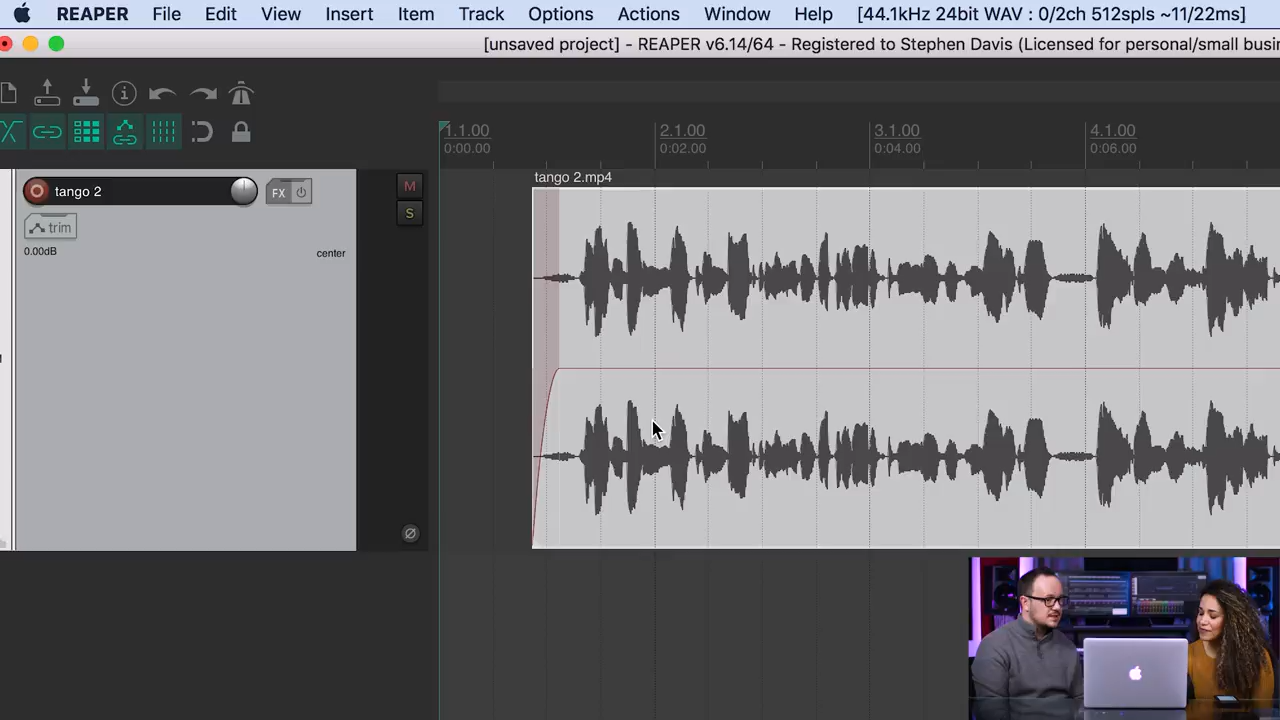 REAPER File Edit View Insert Item Track Options Actions Window Help [44.1kHz 24bit WAV : 0/2ch 512spls ~11/22ms]
[unsaved project] - REAPER v6.14/64 - Registered to Stephen Davis (Licensed for personal/small busi
1.1.00 2.1.00 3.1.00 4.1.00
0:00.00 0:02.00 0:04.00 0:06.00
tango 2.mp4
tango 2 FX M
S
trim
0.00dB center